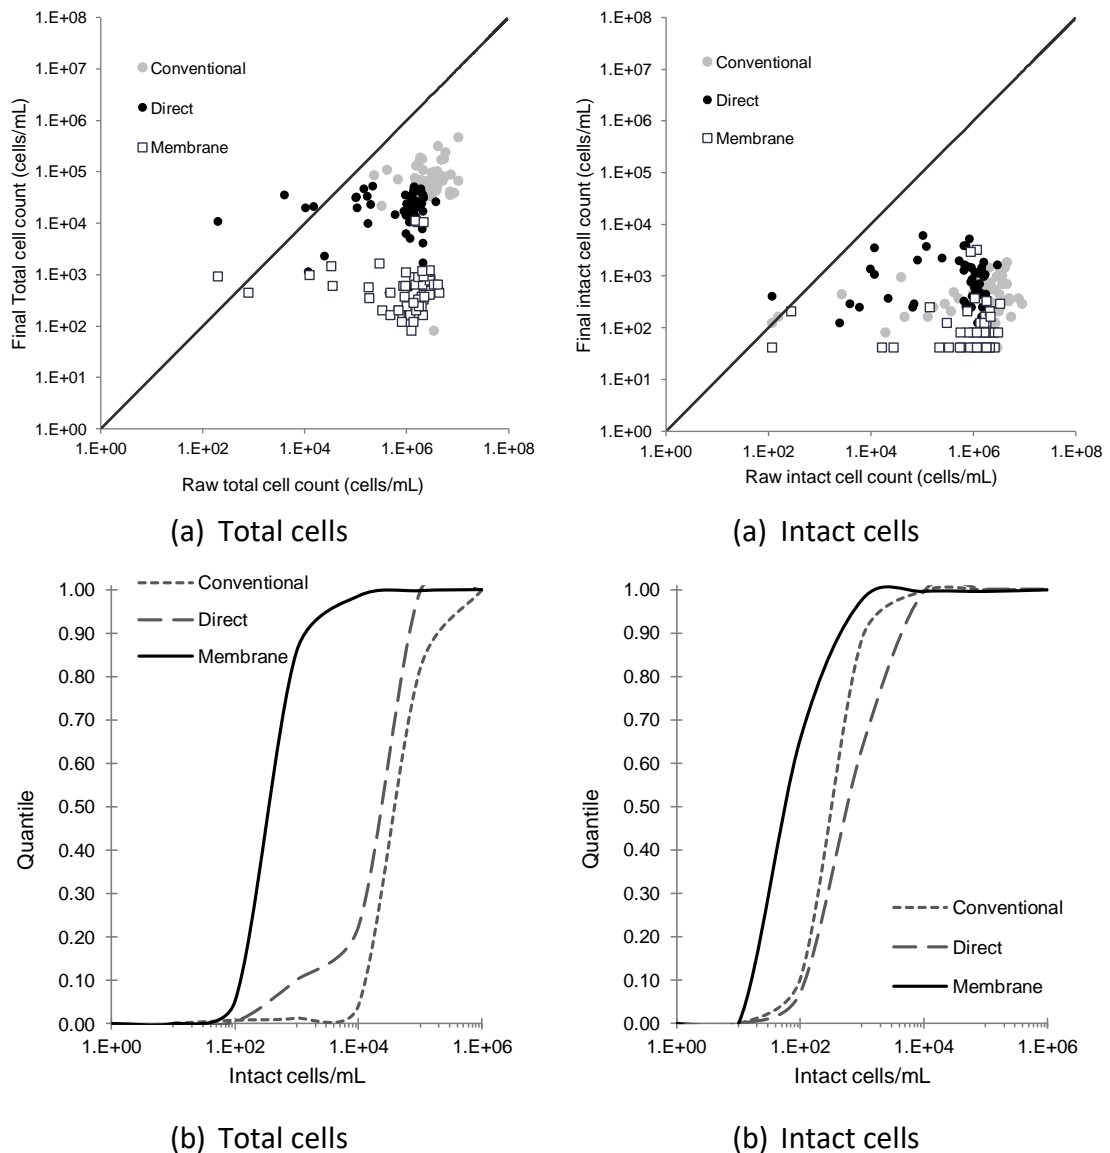 1.E+08
1.E+07
1.E+06
1.E+05
1.E+04
1.E+03
1.E+02
1.E+01
1.E+00
Final Total cell count (cells/mL)
Conventional
Direct
Membrane
1.E+00 1.E+02 1.E+04 1.E+06 1.E+08
Raw total cell count (cells/mL)
(a) Total cells
1.E+08
1.E+07
1.E+06
1.E+05
1.E+04
1.E+03
1.E+02
1.E+01
1.E+00
Final intact cell count (cells/mL)
Conventional
Direct
Membrane
1.E+00 1.E+02 1.E+04 1.E+06 1.E+08
Raw intact cell count (cells/mL)
(a) Intact cells
1.00
0.90
0.80
0.70
0.60
0.50
0.40
0.30
0.20
0.10
0.00
Quantile
Conventional
Direct
Membrane
1.E+00 1.E+02 1.E+04 1.E+06
Intact cells/mL
(b) Total cells
1.00
0.90
0.80
0.70
0.60
0.50
0.40
0.30
0.20
0.10
0.00
Quantile
Conventional
Direct
Membrane
1.E+00 1.E+02 1.E+04 1.E+06
Intact cells/mL
(b) Intact cells